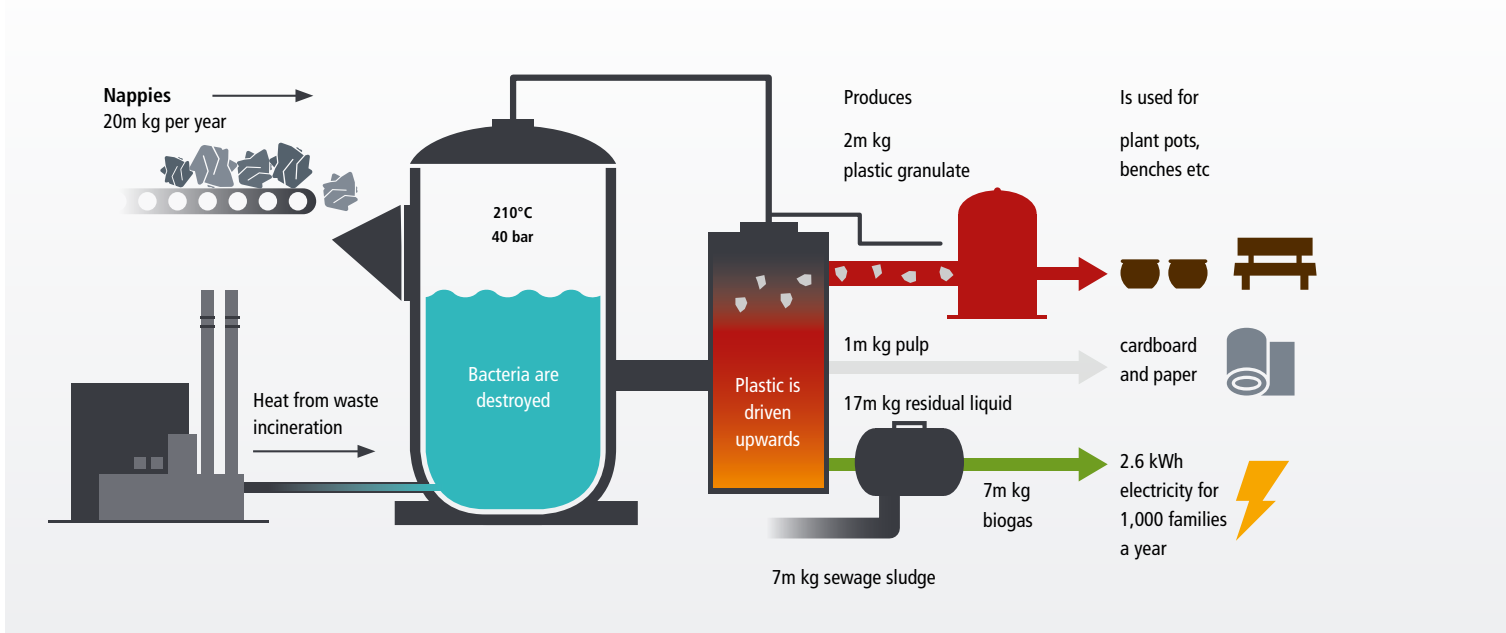 Nappies
20m kg per year
210°C
40 bar
Bacteria are
destroyed
Heat from waste
incineration
Plastic is
driven
upwards
Produces
2m kg
plastic granulate
Is used for
plant pots,
benches etc
1m kg pulp
cardboard
and paper
17m kg residual liquid
7m kg
biogas
2.6 kWh
electricity for
1,000 families
a year
7m kg sewage sludge